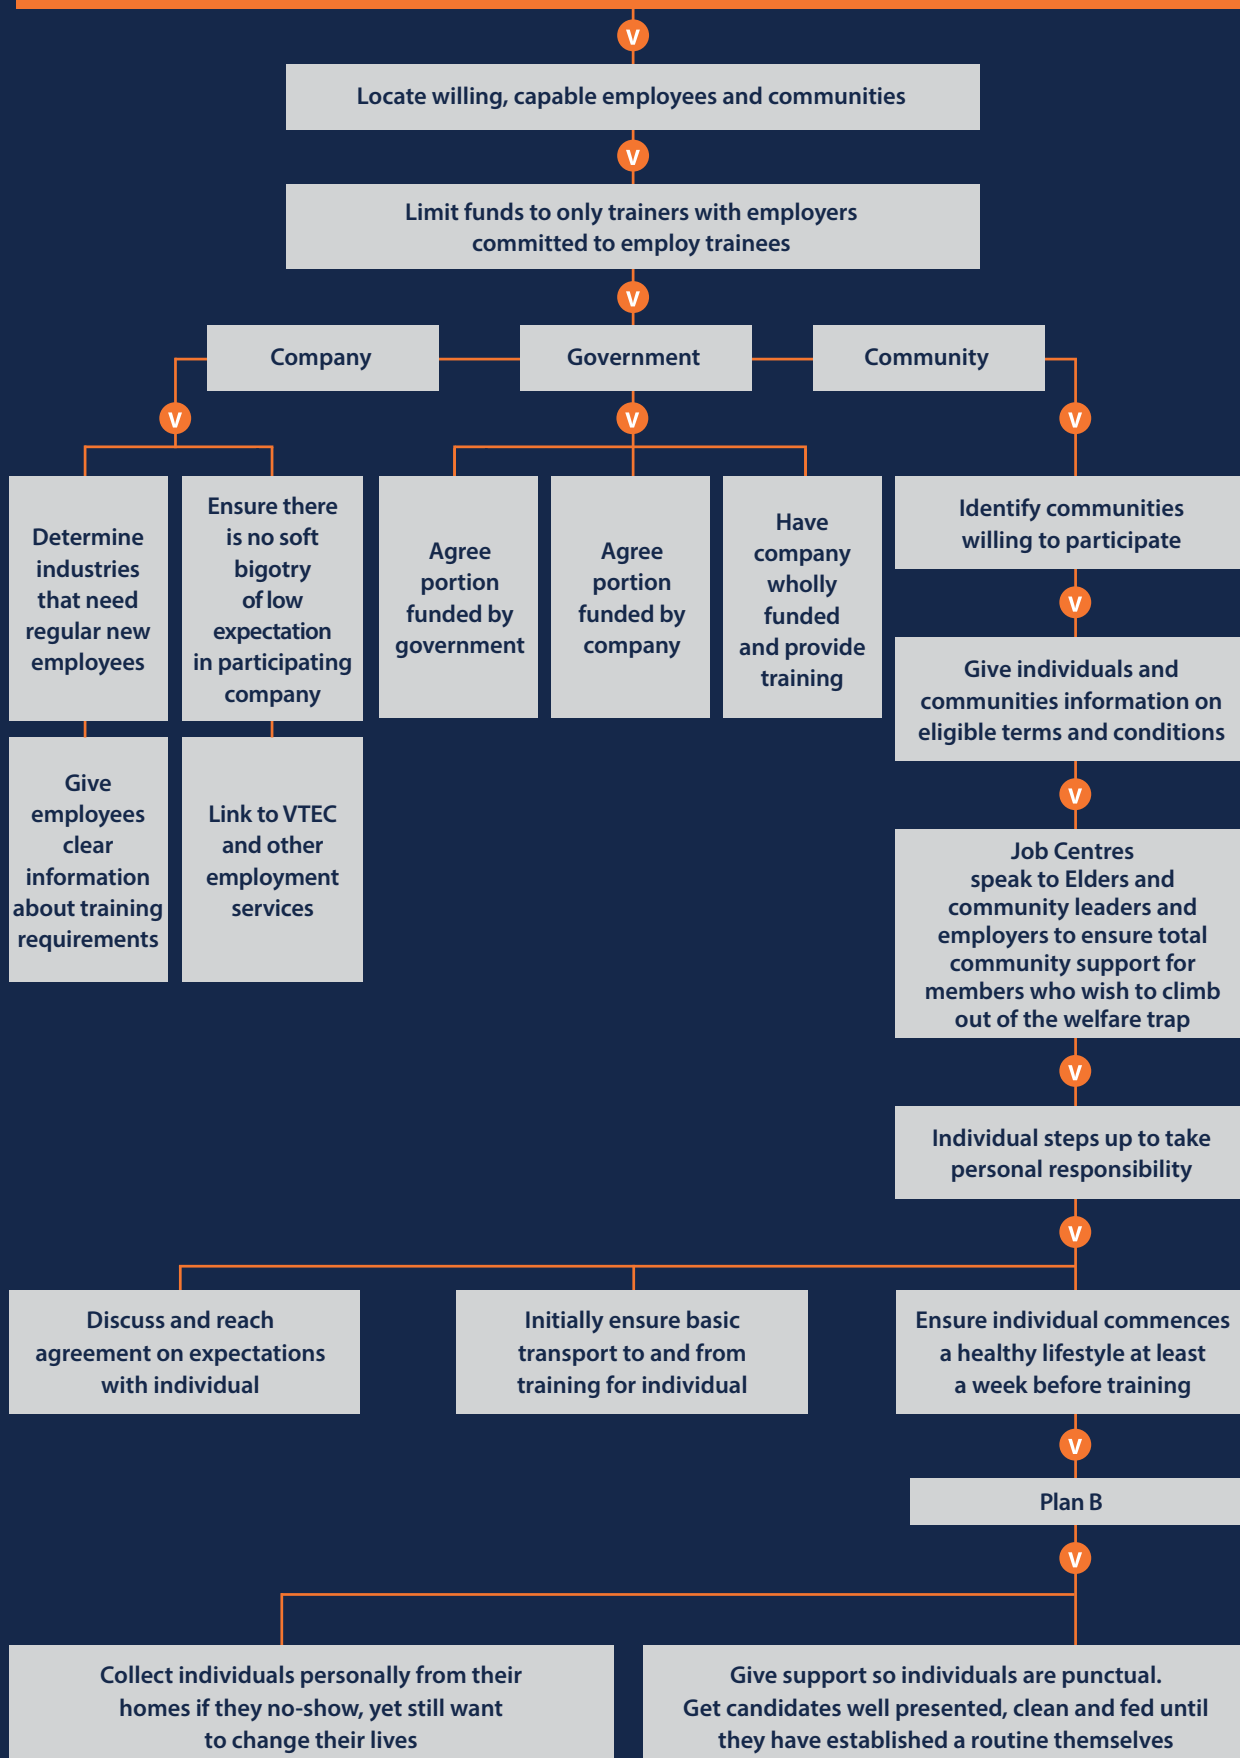 V
Locate willing, capable employees and communities
V
Limit funds to only trainers with employers
committed to employ trainees
V
Company
Government
Community
V
V
V
Determine
industries
that need
regular new
employees
Ensure there
is no soft
bigotry
of low
expectation
in participating
company
Agree
portion
funded by
government
Agree
portion
funded by
company
Have
company
wholly
funded
and provide
training
Identify communities
willing to participate
V
Give individuals and
communities information on
eligible terms and conditions
Give
employees
clear
information
about training
requirements
Link to VTEC
and other
employment
services
V
Job Centres
speak to Elders and
community leaders and
employers to ensure total
community support for
members who wish to climb
out of the welfare trap
V
Individual steps up to take
personal responsibility
V
Discuss and reach
agreement on expectations
with individual
Initially ensure basic
transport to and from
training for individual
Ensure individual commences
a healthy lifestyle at least
a week before training
V
Plan B
V
Collect individuals personally from their
homes if they no-show, yet still want
to change their lives
Give support so individuals are punctual.
Get candidates well presented, clean and fed until
they have established a routine themselves